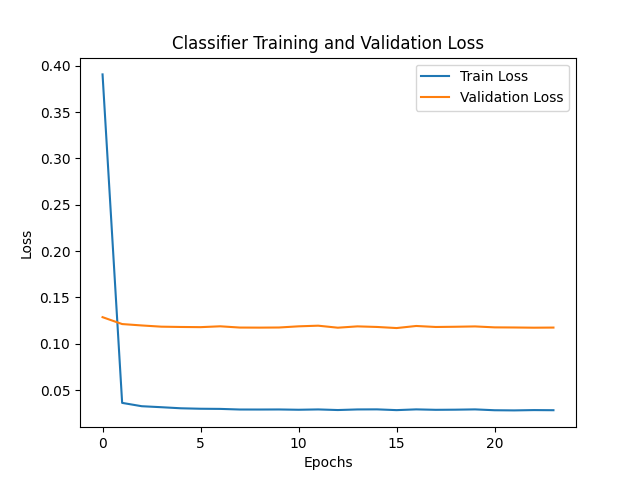 Classifier Training and Validation Loss
Train Loss
Validation Loss
0.40
0.35
0.30
0.25
0.20
0.15
0.10
0.05
Loss
0 5 10 15 20
Epochs